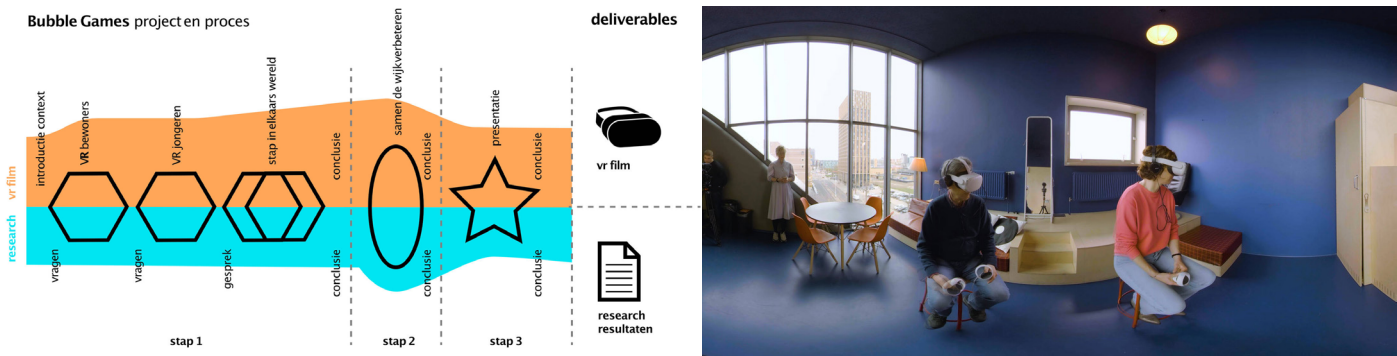 Bubble Games project en proces
deliverables
introductie context
VR bewoners
VR jongeren
stap in elkaars wereld
conclusie
samen de wijkverbeteren
conclusie
presentatie
conclusie
vr film
research
vragen
vragen
gesprek
conclusie
conclusie
conclusie
vr film
research
resultaten
stap 1
stap 2
stap 3